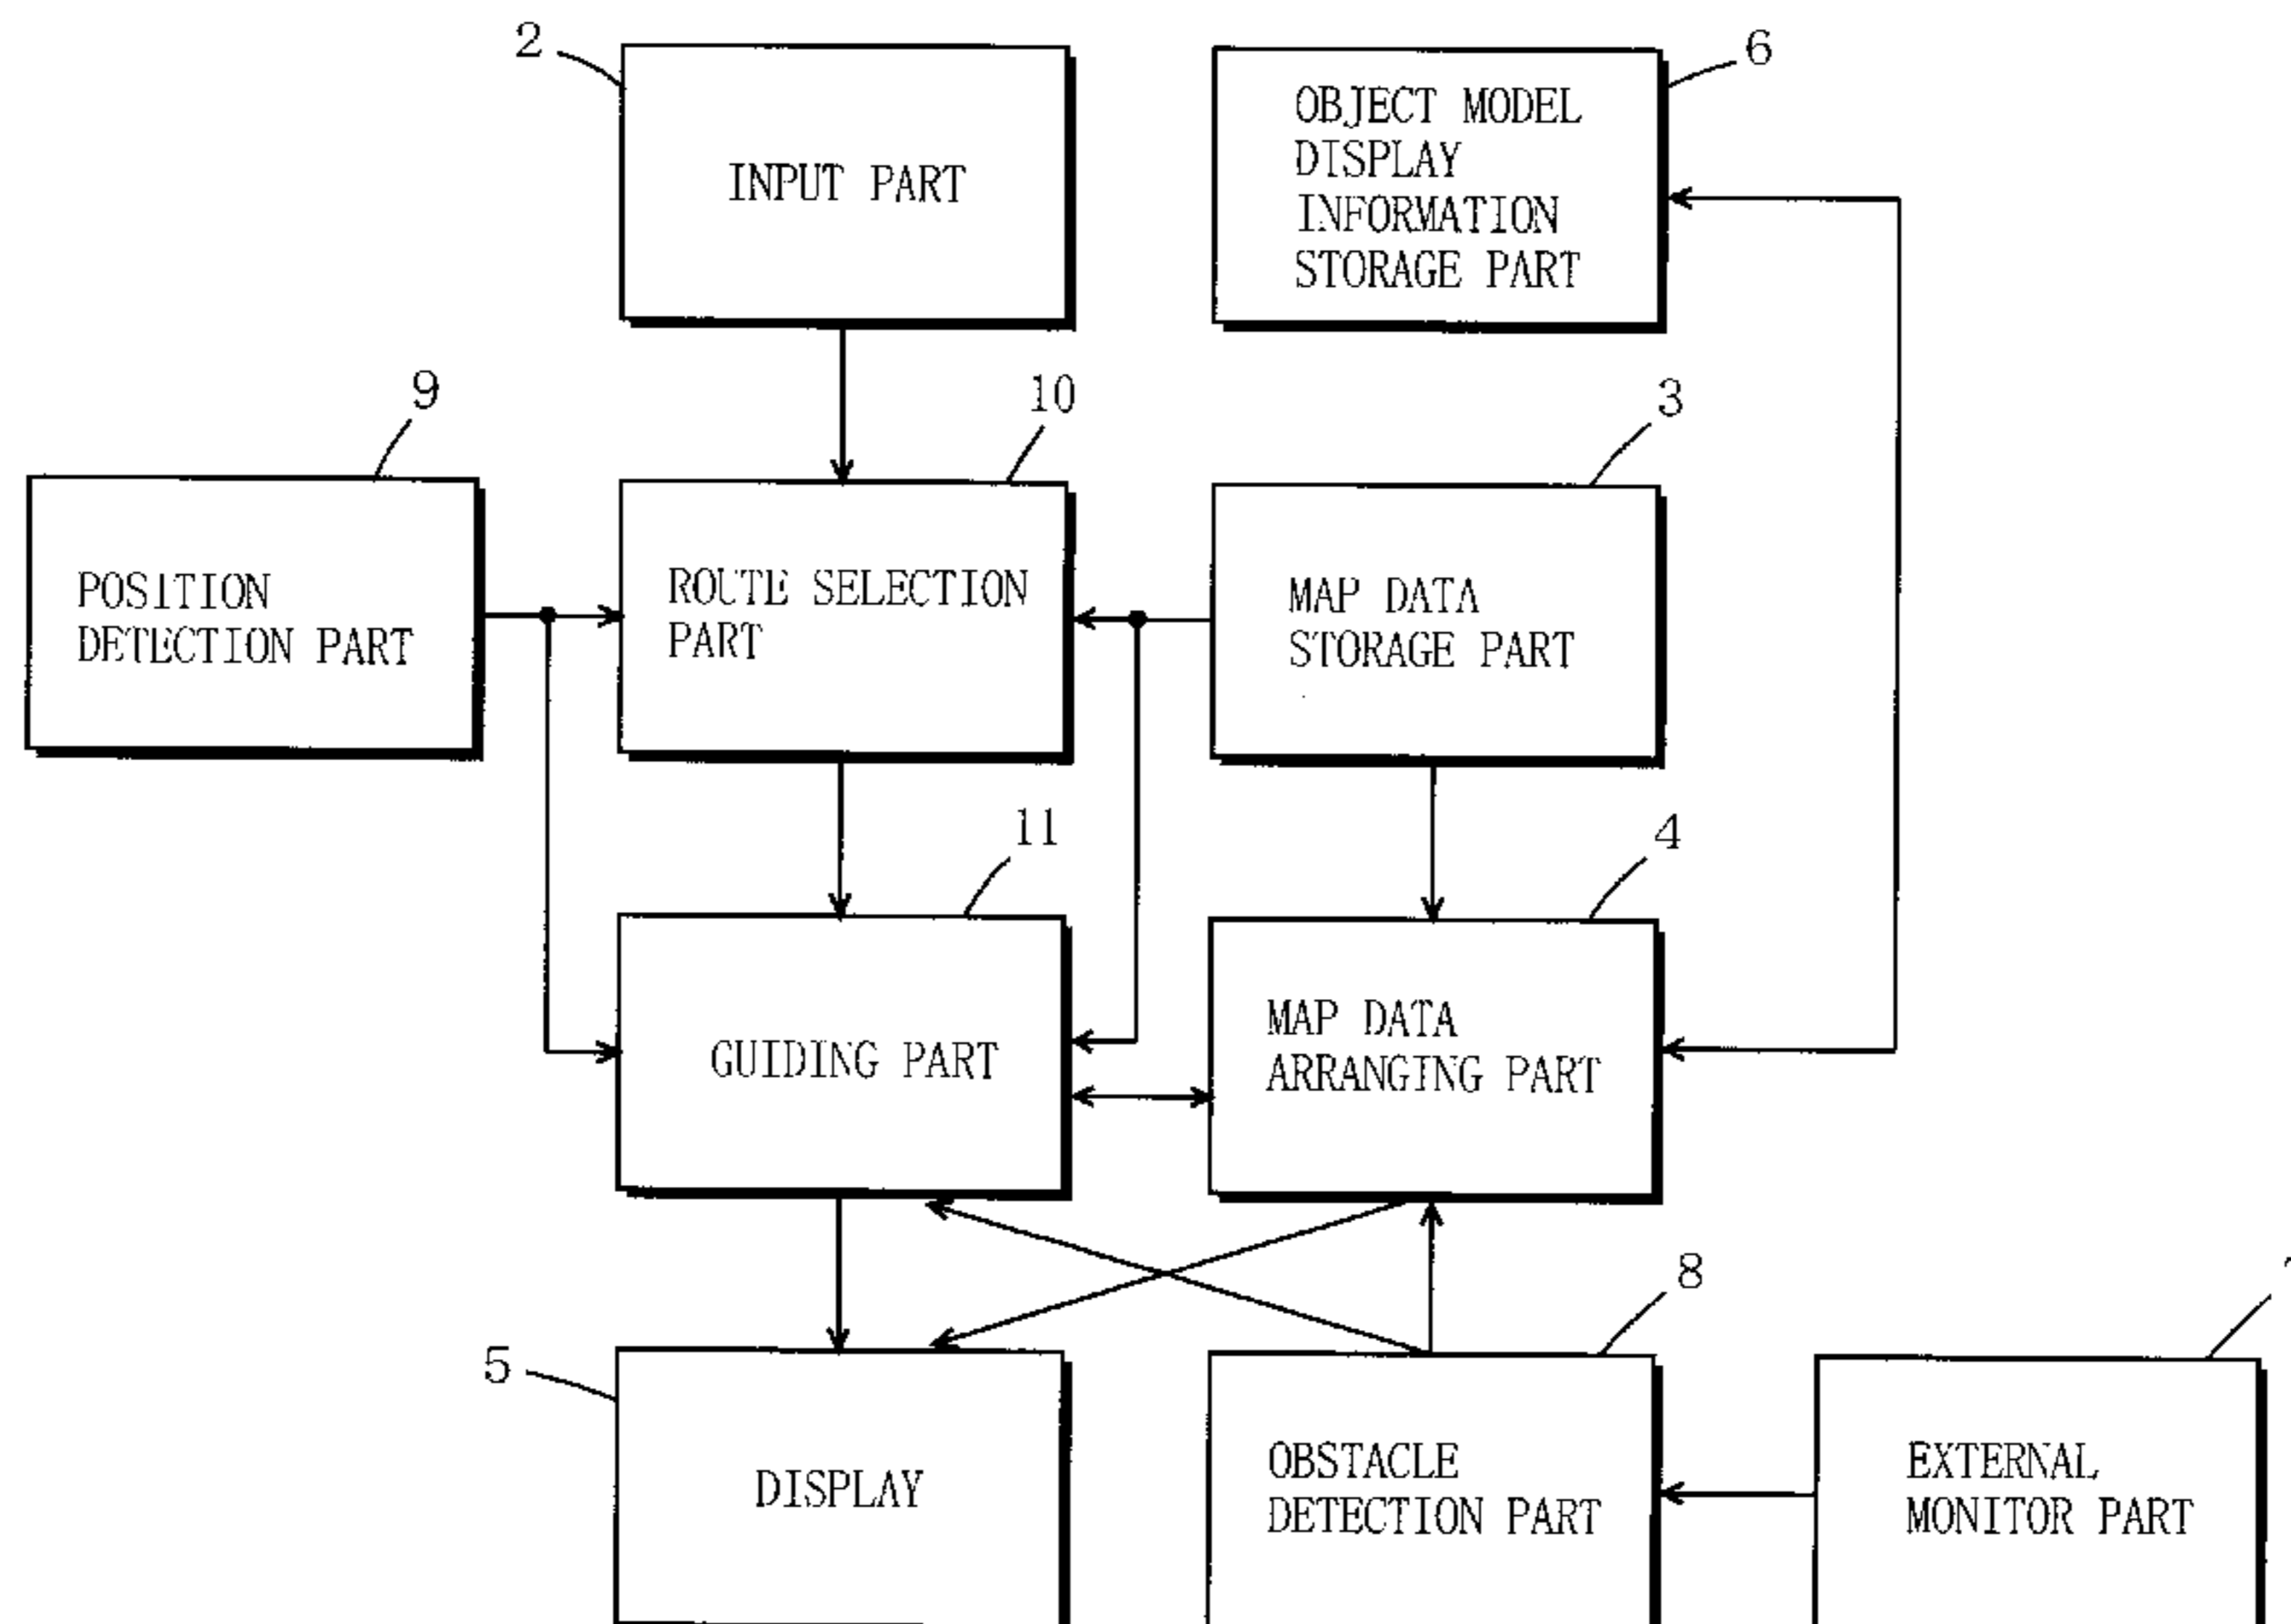 2
INPUT PART
6
OBJECT MODEL
DISPLAY
INFORMATION
STORAGE PART
9
POSITION
DETECTION PART
10
ROUTE SELECTION
PART
3
MAP DATA
STORAGE PART
11
GUIDING PART
4
MAP DATA
ARRANGING PART
5
DISPLAY
8
OBSTACLE
DETECTION PART
EXTERNAL
MONITOR PART